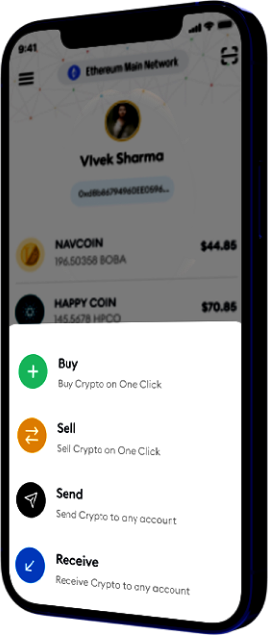 9:41
Ethereum Main Network
Vivek Sharma
0xd8b86794960EE0596...
NAVCOIN
$44.85
196.50358 BOBA
HAPPY COIN
$70.85
145.5678 HPCO
Buy
Buy Crypto on One Click
Sell
Sell Crypto on One Click
Send
Send Crypto to any account
Receive
Receive Crypto to any account